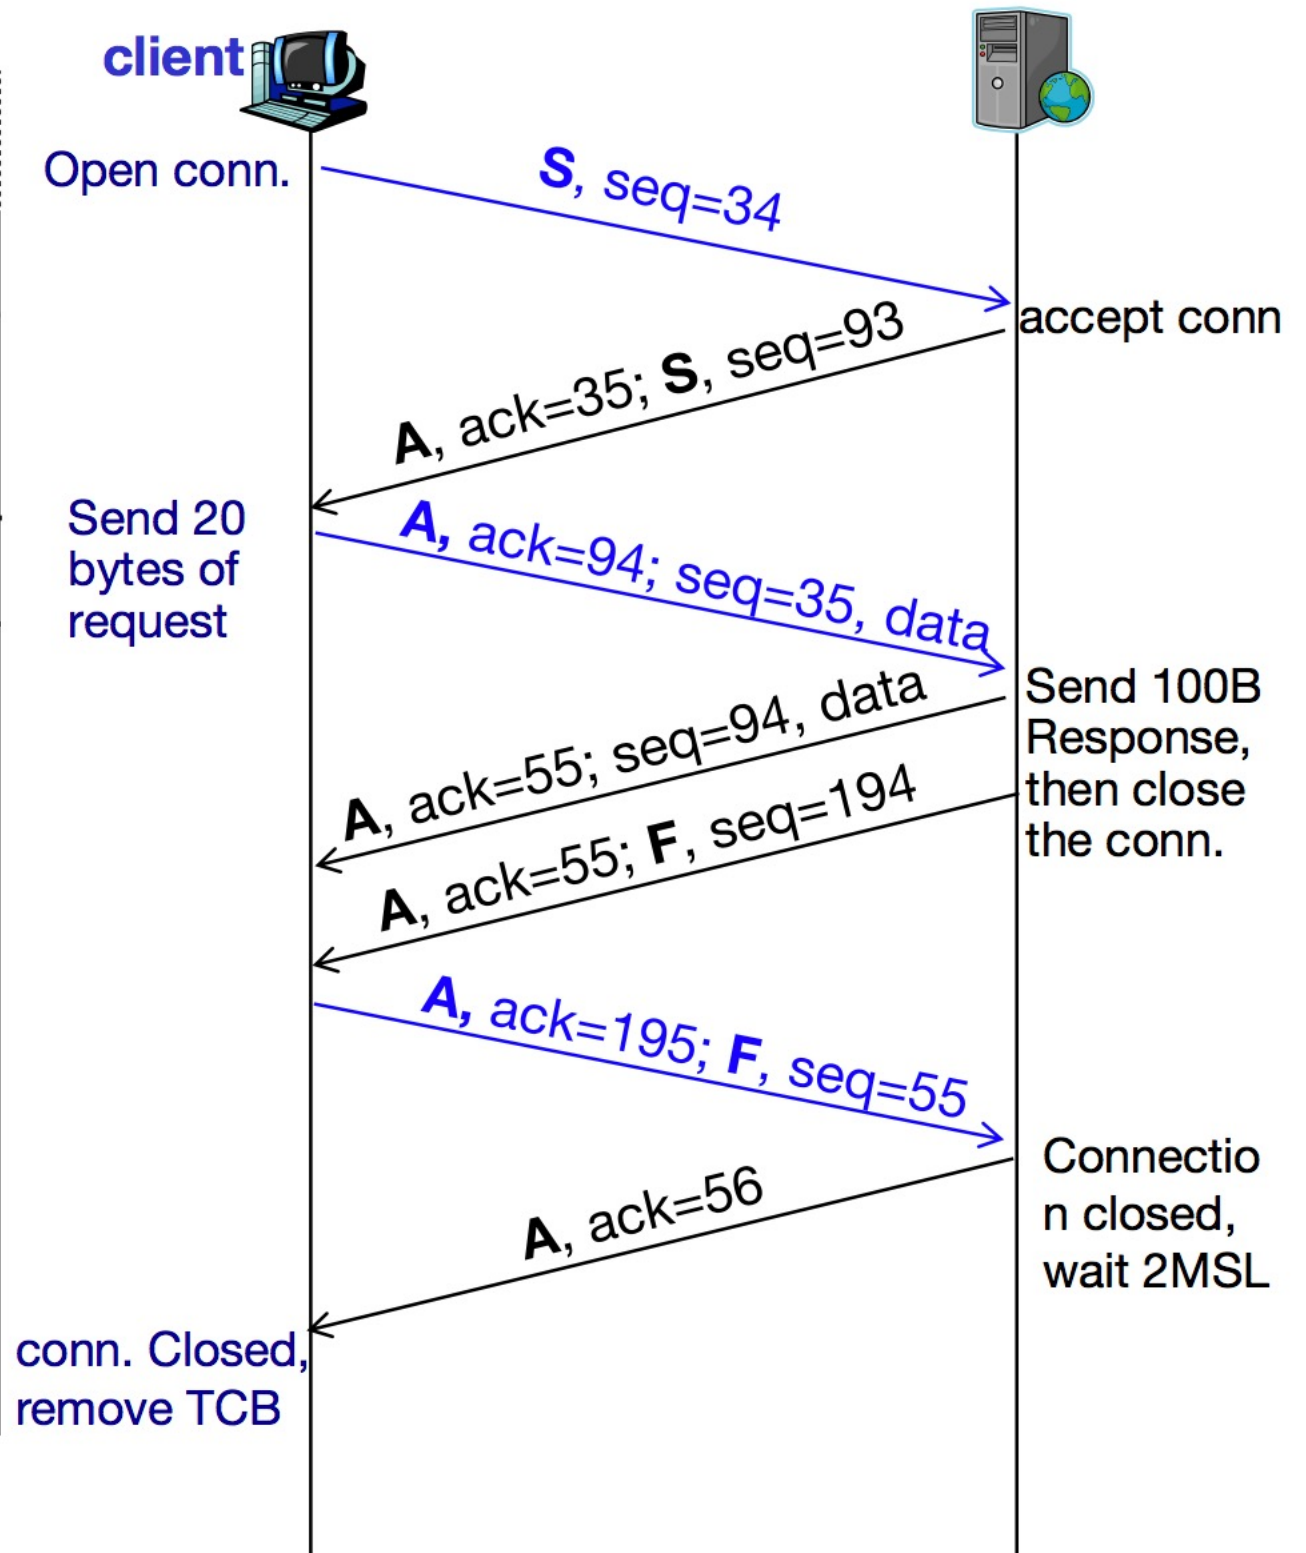 client
Open conn.
S, seq=34
accept conn
A, ack=35; S, seq=93
Send 20
bytes of
request
A, ack=94; seq=35, data
Send 100B
Response,
then close
the conn.
A, ack=55; seq=94, data
A, ack=55; F, seq=194
A, ack=195; F, seq=55
Connectio
n closed,
wait 2MSL
A, ack=56
conn. Closed,
remove TCB